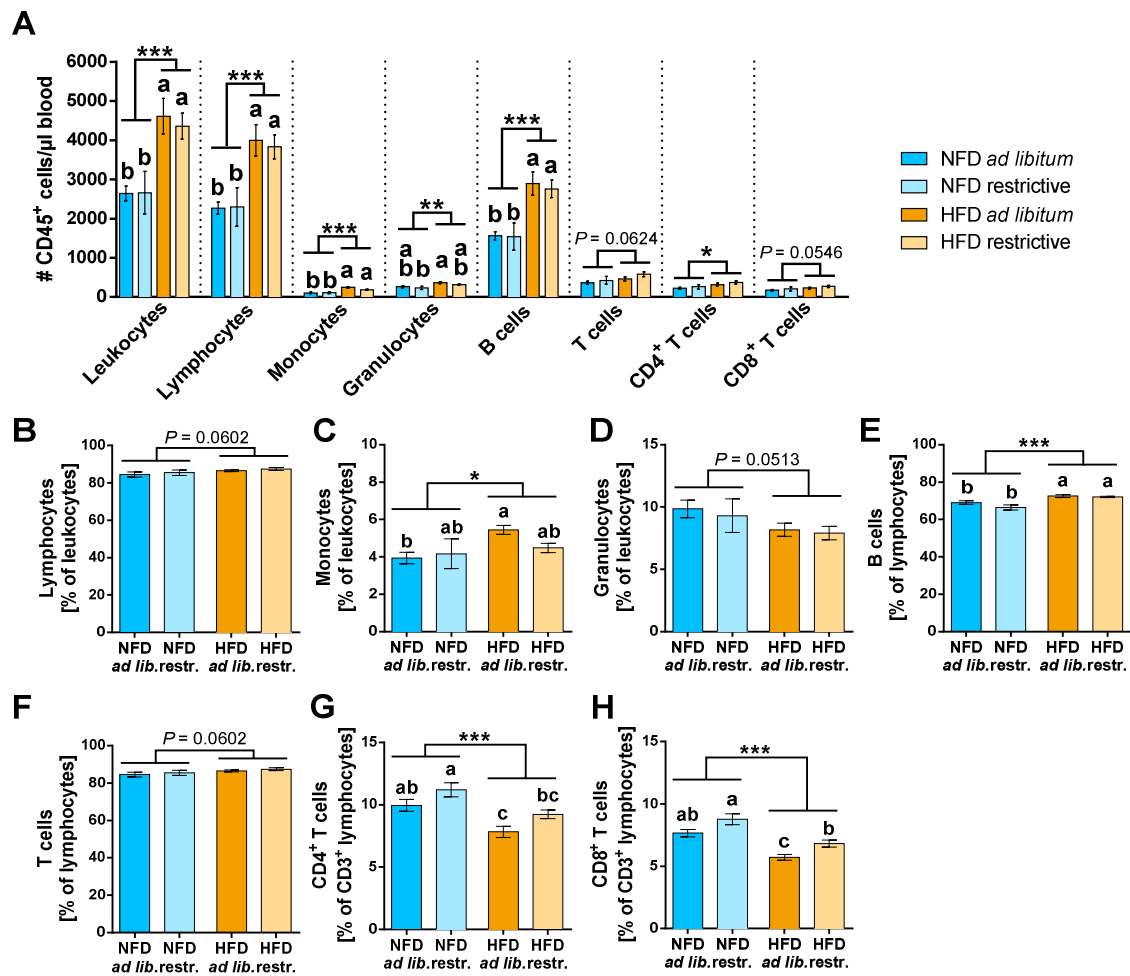 A
# CD45⁺ cells/µl blood
6000
5000
4000
3000
2000
1000
0
*** *** *** ** *** P = 0.0624 * P = 0.0546
b b a a
b b a a
b b a a
a b b a a b
b b a a
Leukocytes
Lymphocytes
Monocytes
Granulocytes
B cells
T cells
CD4⁺ T cells
CD8⁺ T cells
NFD ad libitum
NFD restrictive
HFD ad libitum
HFD restrictive
B
Lymphocytes
[% of leukocytes]
100
80
60
40
20
0
P = 0.0602
NFD NFD HFD HFD
ad lib. restr. ad lib. restr.
C
Monocytes
[% of leukocytes]
10
8
6
4
2
0
*
b ab a ab
NFD NFD HFD HFD
ad lib. restr. ad lib. restr.
D
Granulocytes
[% of leukocytes]
15
10
5
0
P = 0.0513
NFD NFD HFD HFD
ad lib. restr. ad lib. restr.
E
B cells
[% of lymphocytes]
100
80
60
40
20
0
***
b b a a
NFD NFD HFD HFD
ad lib. restr. ad lib. restr.
F
T cells
[% of lymphocytes]
100
80
60
40
20
0
P = 0.0602
NFD NFD HFD HFD
ad lib. restr. ad lib. restr.
G
CD4⁺ T cells
[% of CD3⁺ lymphocytes]
15
10
5
0
***
ab a c bc
NFD NFD HFD HFD
ad lib. restr. ad lib. restr.
H
CD8⁺ T cells
[% of CD3⁺ lymphocytes]
15
10
5
0
***
ab a c b
NFD NFD HFD HFD
ad lib. restr. ad lib. restr.